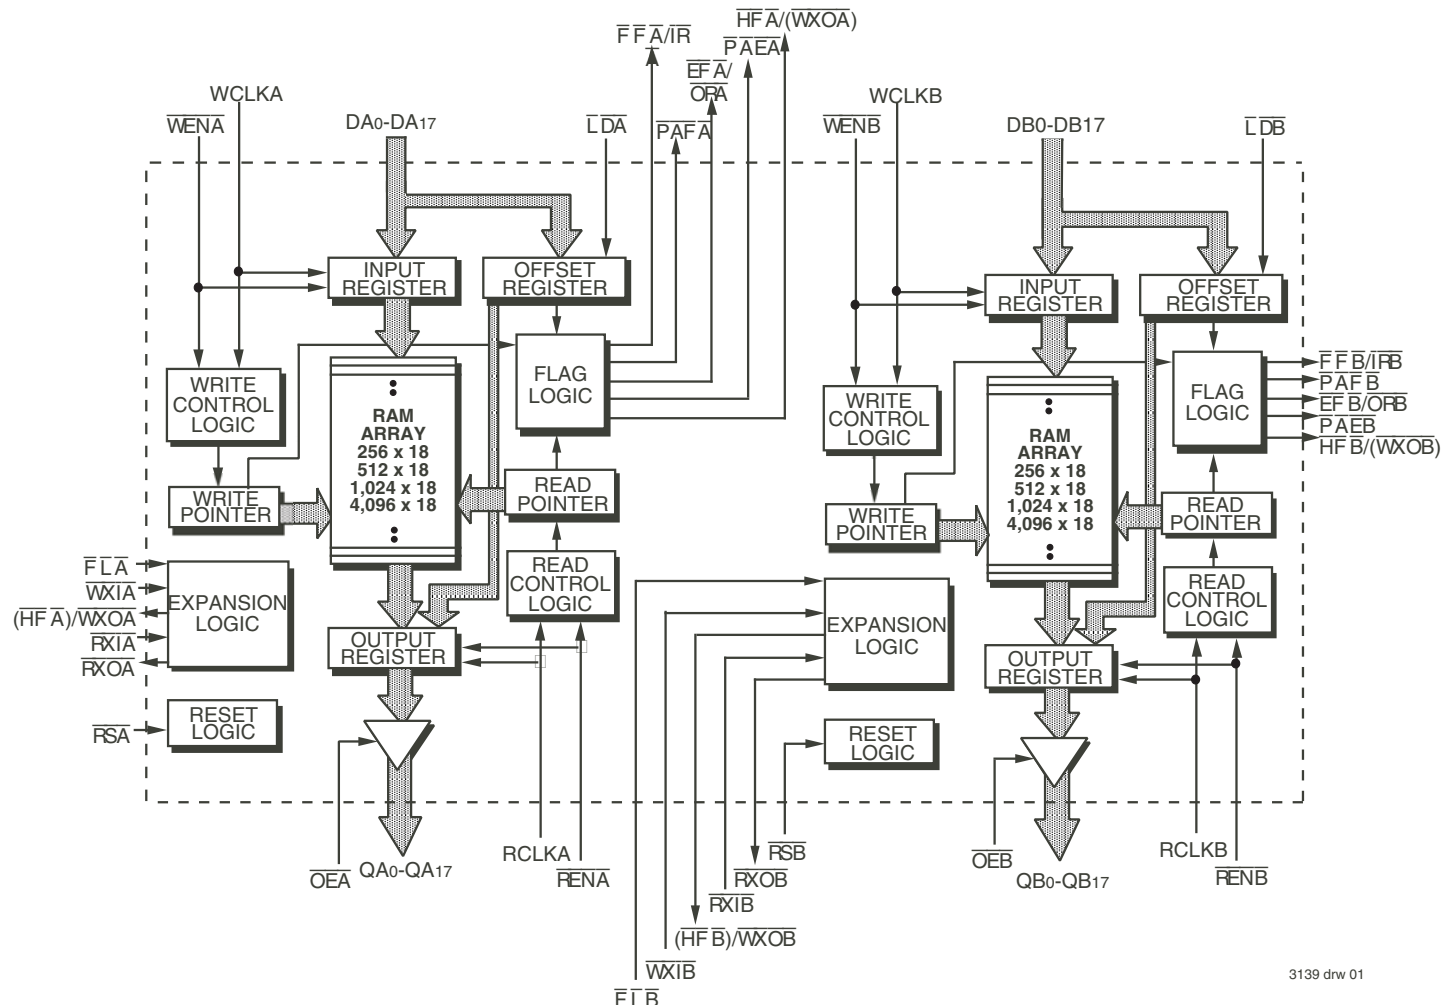 HFA/(WXOA)
FFA/IR
PAEA
EFA/
ORA
WCLKA
WCLKB
WENA
DA0-DA17
LDA
PAFA
WENB
DB0-DB17
LDB
INPUT
REGISTER
OFFSET
REGISTER
WRITE
CONTROL
LOGIC
FLAG
LOGIC
RAM
ARRAY
256 x 18
512 x 18
1,024 x 18
4,096 x 18
WRITE
POINTER
READ
POINTER
READ
CONTROL
LOGIC
FLA
WXIA
(HFA)/WXOA
RXIA
RXOA
EXPANSION
LOGIC
OUTPUT
REGISTER
RSA
RESET
LOGIC
OEA
QA0-QA17
RCLKA
RENA
INPUT
REGISTER
OFFSET
REGISTER
WRITE
CONTROL
LOGIC
FLAG
LOGIC
FFB/IRB
PAFB
EFB/ORB
PAEB
HFB/(WXOB)
RAM
ARRAY
256 x 18
512 x 18
1,024 x 18
4,096 x 18
WRITE
POINTER
READ
POINTER
READ
CONTROL
LOGIC
EXPANSION
LOGIC
OUTPUT
REGISTER
RESET
LOGIC
RSB
RXOB
RXIB
(HFB)/WXOB
WXIB
FLB
OEB
QB0-QB17
RCLKB
RENB
3139 drw 01